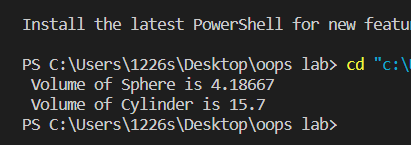 Install the latest PowerShell for new featu
PS C:\Users\1226s\Desktop\oops lab> cd "c:\
Volume of Sphere is 4.18667
Volume of Cylinder is 15.7
PS C:\Users\1226s\Desktop\oops lab>